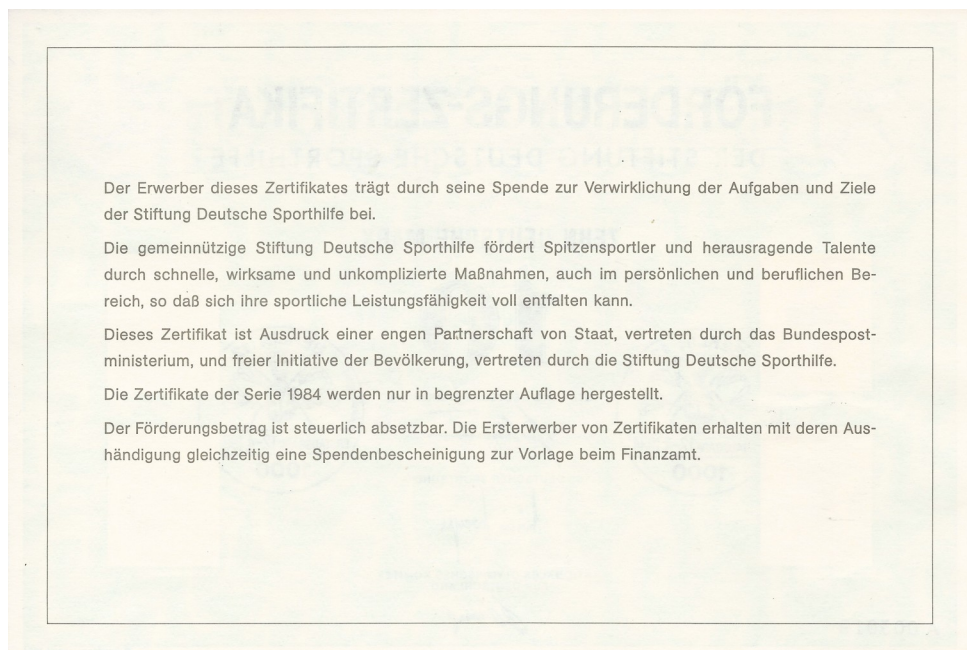 Der Erwerber dieses Zertifikates trägt durch seine Spende zur Verwirklichung der Aufgaben und Ziele
der Stiftung Deutsche Sporthilfe bei.
Die gemeinnützige Stiftung Deutsche Sporthilfe fördert Spitzensportler und herausragende Talente
durch schnelle, wirksame und unkomplizierte Maßnahmen, auch im persönlichen und beruflichen Be-
reich, so daß sich ihre sportliche Leistungsfähigkeit voll entfalten kann.
Dieses Zertifikat ist Ausdruck einer engen Partnerschaft von Staat, vertreten durch das Bundespost-
ministerium, und freier Initiative der Bevölkerung, vertreten durch die Stiftung Deutsche Sporthilfe.
Die Zertifikate der Serie 1984 werden nur in begrenzter Auflage hergestellt.
Der Förderungsbetrag ist steuerlich absetzbar. Die Ersterwerber von Zertifikaten erhalten mit deren Aus-
händigung gleichzeitig eine Spendenbescheinigung zur Vorlage beim Finanzamt.